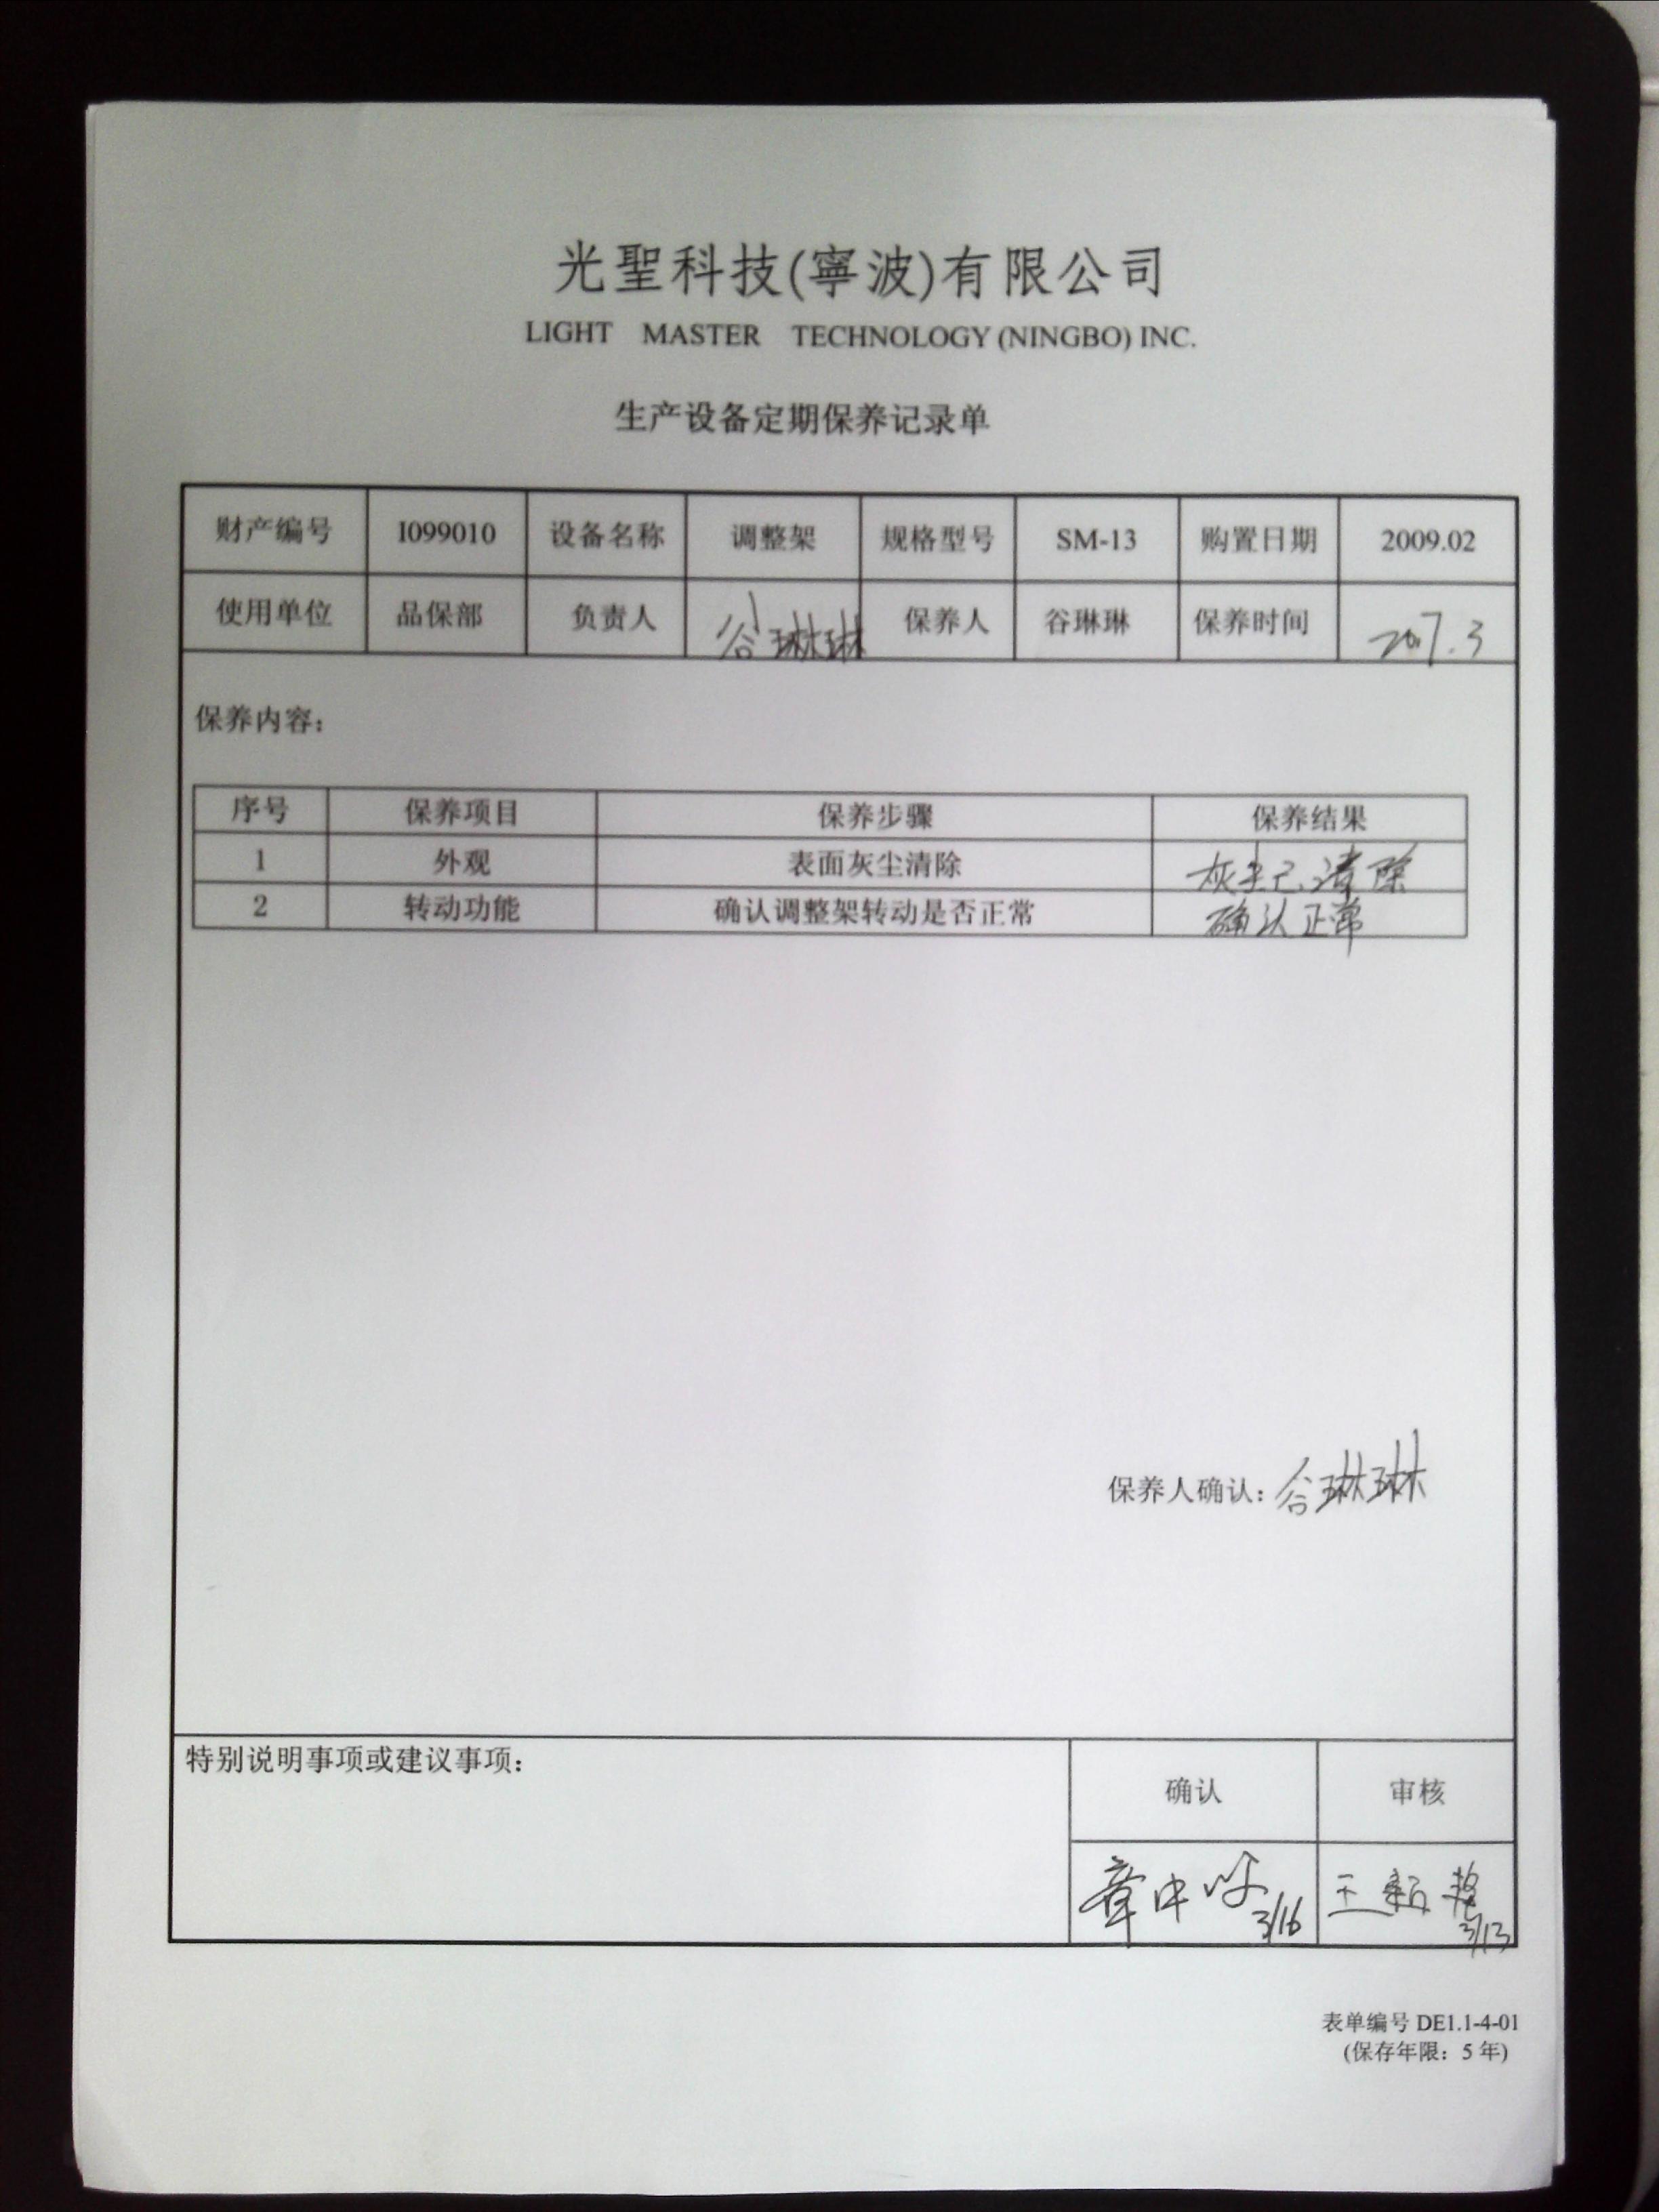 光聖科技(寧波)有限公司
LIGHT MASTER TECHNOLOGY (NINGBO) INC.
生产设备定期保养记录单
财产编号 I099010 设备名称 调整架 规格型号 SM-13 购置日期 2009.02
使用单位 品保部 负责人 谷琳琳 保养人 谷琳琳 保养时间 2017.3
保养内容:
序号 保养项目 保养步骤 保养结果
1 外观 表面灰尘清除 灰尘已清除
2 转动功能 确认调整架转动是否正常 确认正常
保养人确认: 谷琳琳
特别说明事项或建议事项:
确认 审核
3/16 3/13
表单编号 DE1.1-4-01
(保存年限: 5 年)